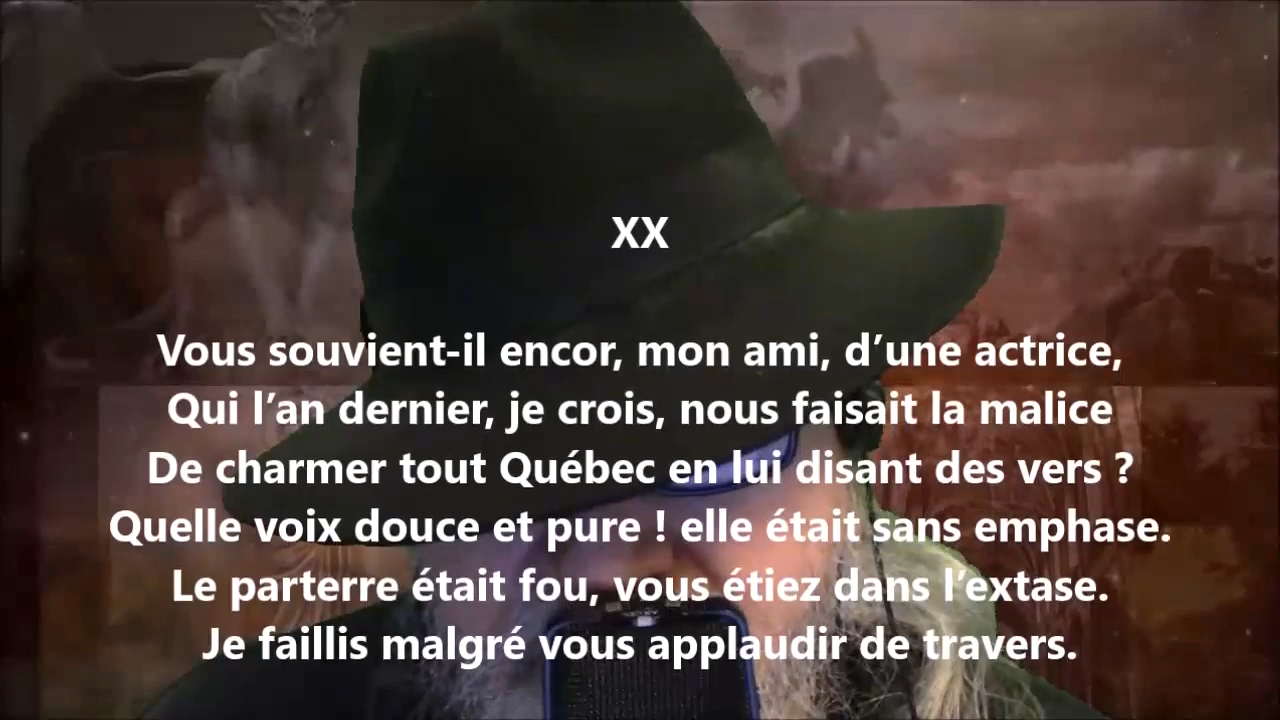 XX
Vous souvient-il encor, mon ami, d’une actrice,
Qui l’an dernier, je crois, nous faisait la malice
De charmer tout Québec en lui disant des vers ?
Quelle voix douce et pure ! elle était sans emphase.
Le parterre était fou, vous étiez dans l’extase.
Je faillis malgré vous applaudir de travers.